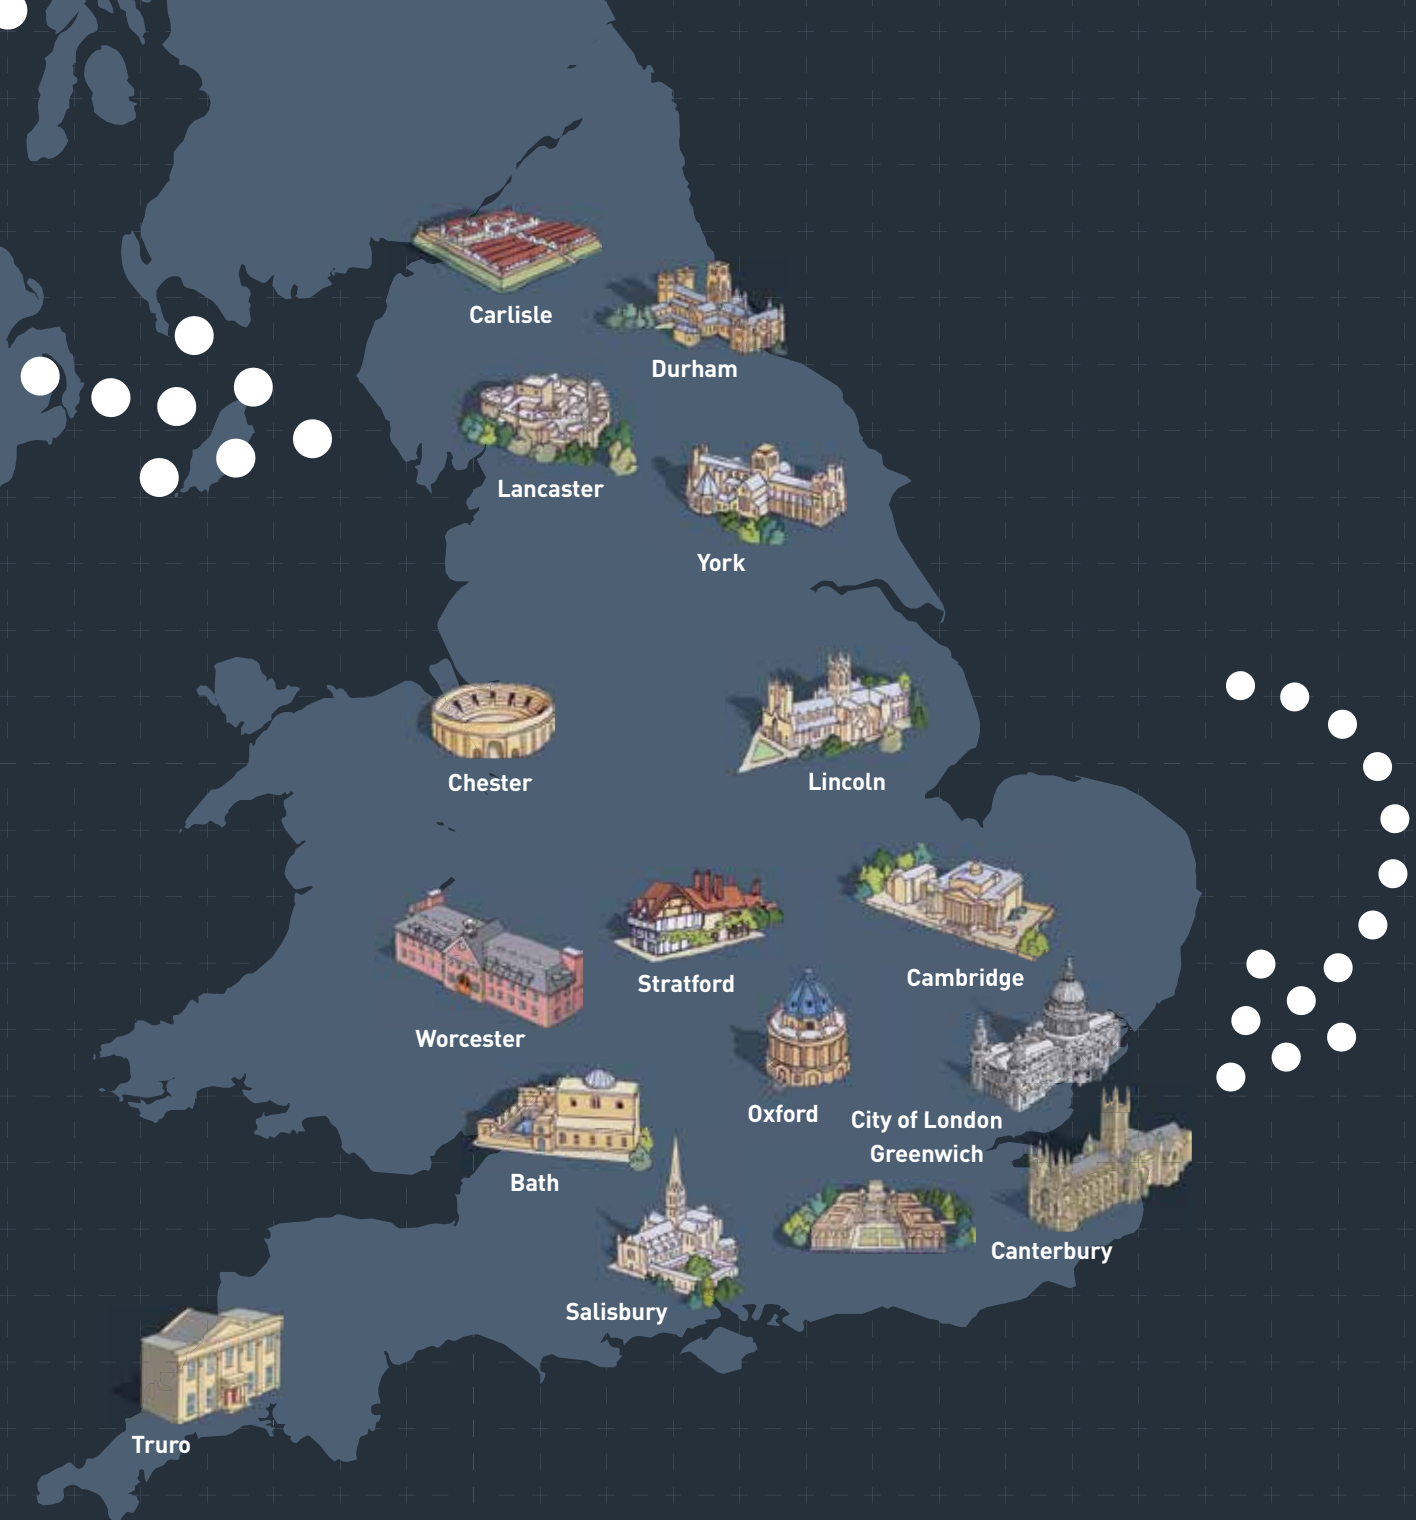 Carlisle
Durham
Lancaster
York
Chester
Lincoln
Stratford
Cambridge
Worcester
Oxford
City of London
Greenwich
Bath
Canterbury
Salisbury
Truro